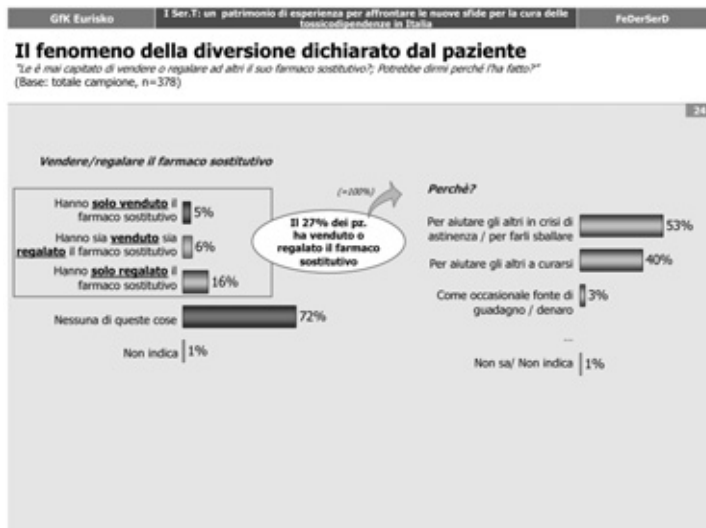 GfK Eurisko
I Ser.T: un patrimonio di esperienza per affrontare le nuove sfide per la cura delle
tossicodipendenze in Italia
FeDerSerD
Il fenomeno della diversione dichiarato dal paziente
"Le è mai capitato di vendere o regalare ad altri il suo farmaco sostitutivo?; Potrebbe dirmi perché l'ha fatto?"
(Base: totale campione, n=378)
24
Vendere/regalare il farmaco sostitutivo
Hanno solo venduto il
farmaco sostitutivo
5%
Hanno sia venduto sia
regalato il farmaco sostitutivo
6%
Hanno solo regalato il
farmaco sostitutivo
16%
Nessuna di queste cose
72%
Non indica
1%
Il 27% dei pz.
ha venduto o
regalato il farmaco
sostitutivo
(=100%)
Perchè?
Per aiutare gli altri in crisi di
astinenza / per farli sballare
53%
Per aiutare gli altri a curarsi
40%
Come occasionale fonte di
guadagno / denaro
3%
...
Non sa/ Non indica
1%